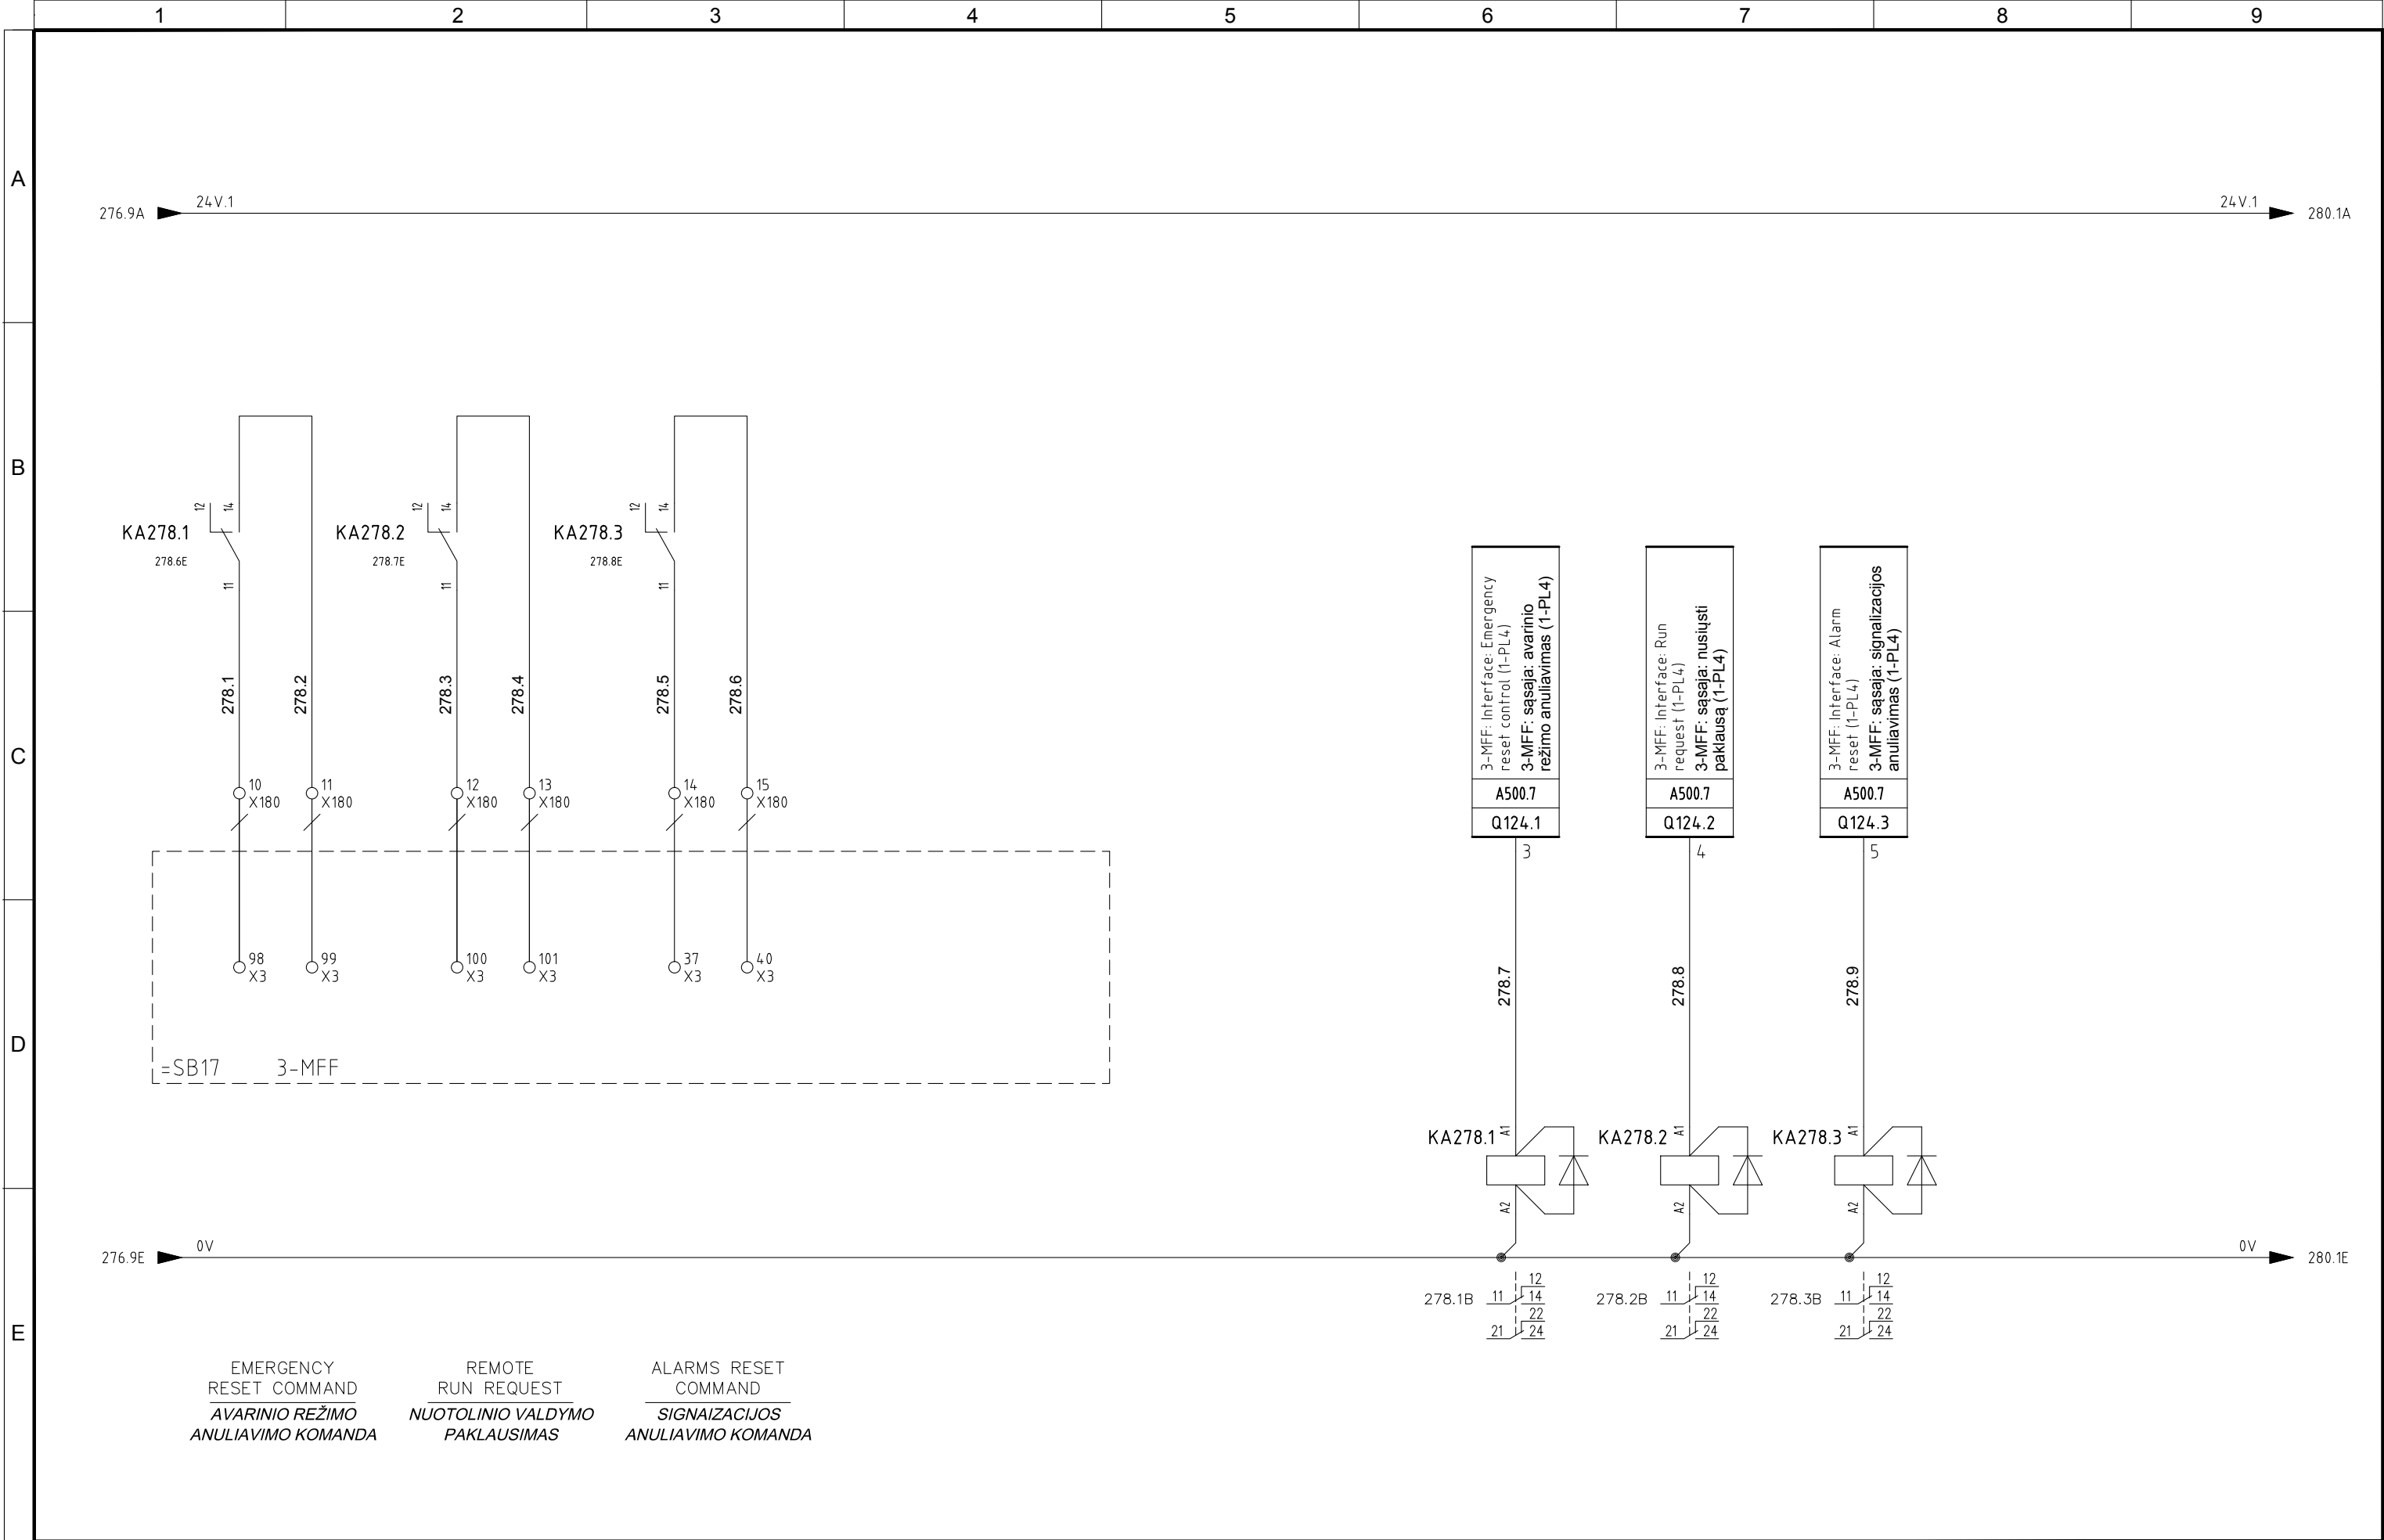 1 2 3 4 5 6 7 8 9
A
276.9A 24V.1 24V.1 280.1A
B
12 14 12 14 12 14
KA278.1 KA278.2 KA278.3
278.6E 278.7E 278.8E
11 11 11
278.1 278.2 278.3 278.4 278.5 278.6
3-MFF: Interface: Emergency
reset control (1-PL4)
3-MFF: sąsaja: avarinio
režimo anuliavimas (1-PL4)
3-MFF: Interface: Run
request (1-PL4)
3-MFF: sąsaja: nusiųsti
paklausą (1-PL4)
3-MFF: Interface: Alarm
reset (1-PL4)
3-MFF: sąsaja: signalizacijos
anuliavimas (1-PL4)
C
10 11 12 13 14 15
X180 X180 X180 X180 X180 X180
A500.7 A500.7 A500.7
Q124.1 Q124.2 Q124.3
3 4 5
98 99 100 101 37 40
X3 X3 X3 X3 X3 X3
278.7 278.8 278.9
D
=SB17 3-MFF
KA278.1 A1 KA278.2 A1 KA278.3 A1
A2 A2 A2
276.9E 0V 0V 280.1E
12 12 12
278.1B 11 14 278.2B 11 14 278.3B 11 14
22 22 22
21 24 21 24 21 24
E
EMERGENCY
RESET COMMAND
AVARINIO REŽIMO
ANULIAVIMO KOMANDA
REMOTE
RUN REQUEST
NUOTOLINIO VALDYMO
PAKLAUSIMAS
ALARMS RESET
COMMAND
SIGNAIZACIJOS
ANULIAVIMO KOMANDA